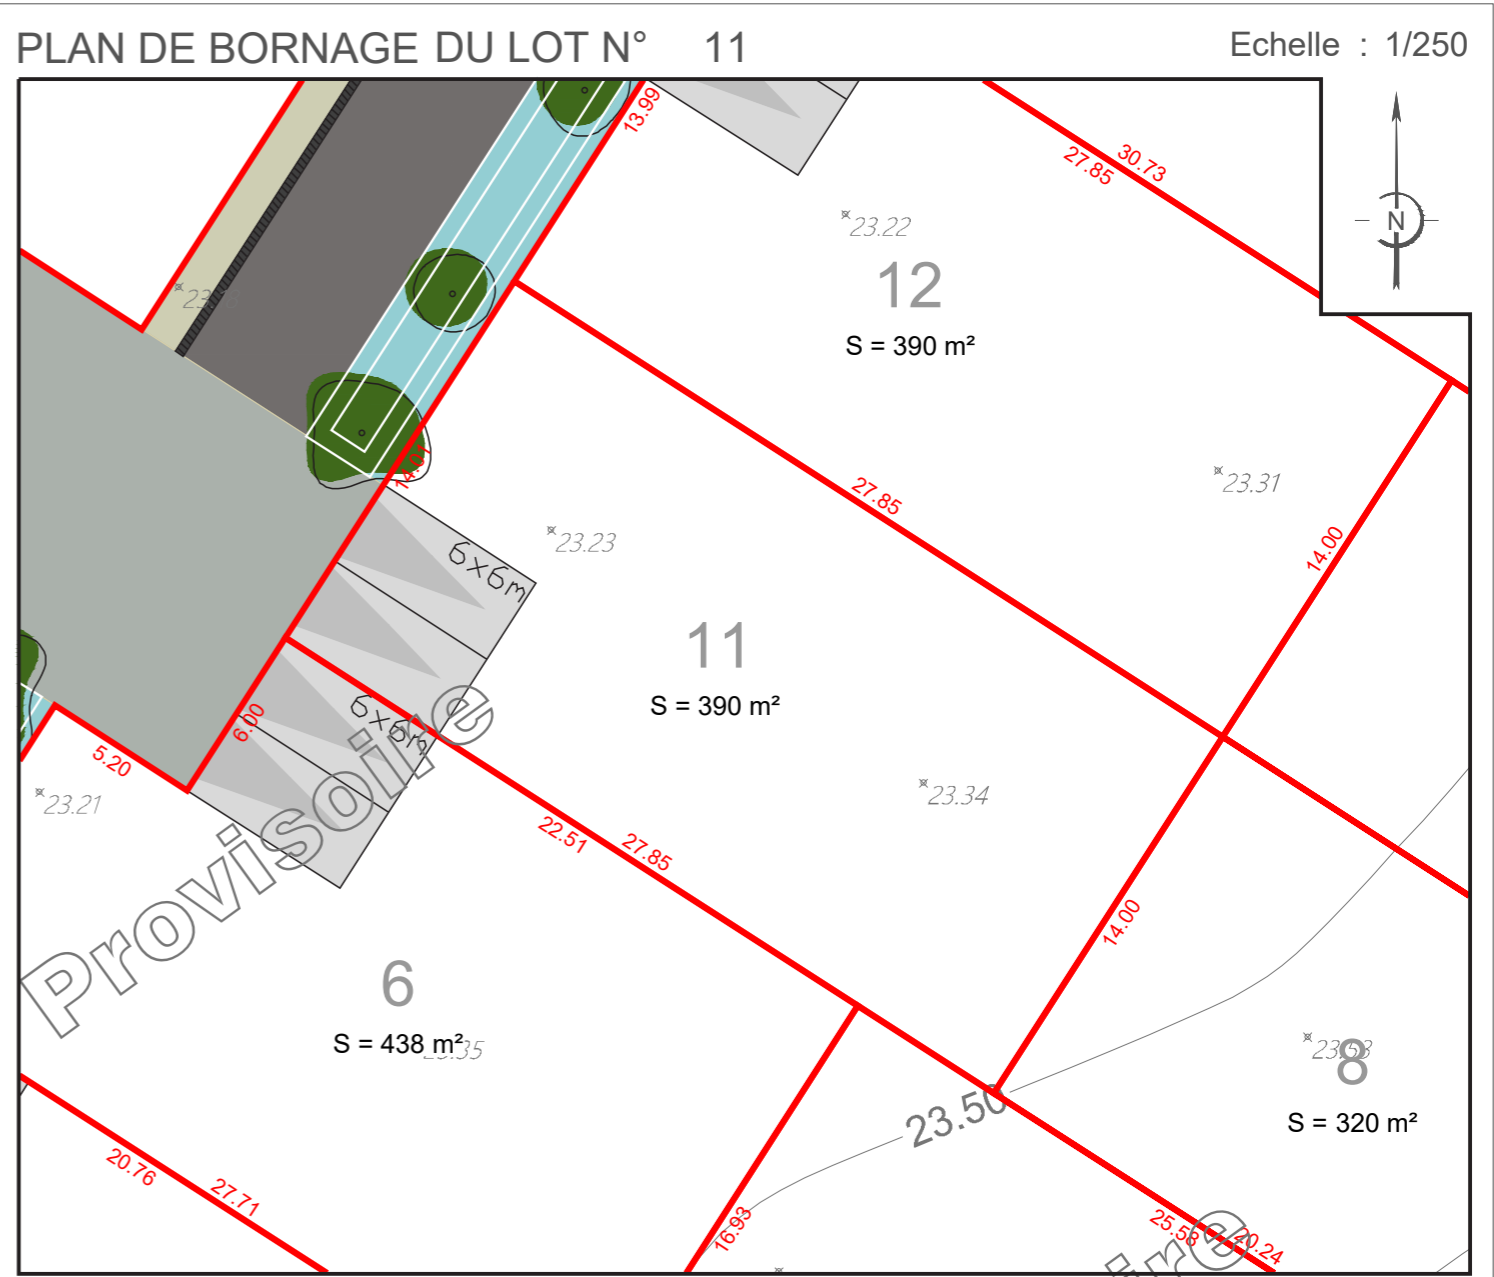 PLAN DE BORNAGE DU LOT N° 11
Echelle : 1/250
N
13.99
30.73
27.85
23.22
12
S = 390 m²
27.85
23.31
14.00
14.01
6x6m
23.23
11
S = 390 m²
6.00
6x6m
5.20
23.21
23.34
22.51
27.85
14.00
Provisoire
6
S = 438 m²
23.50
8
S = 320 m²
20.76
27.71
16.93
25.58
20.24